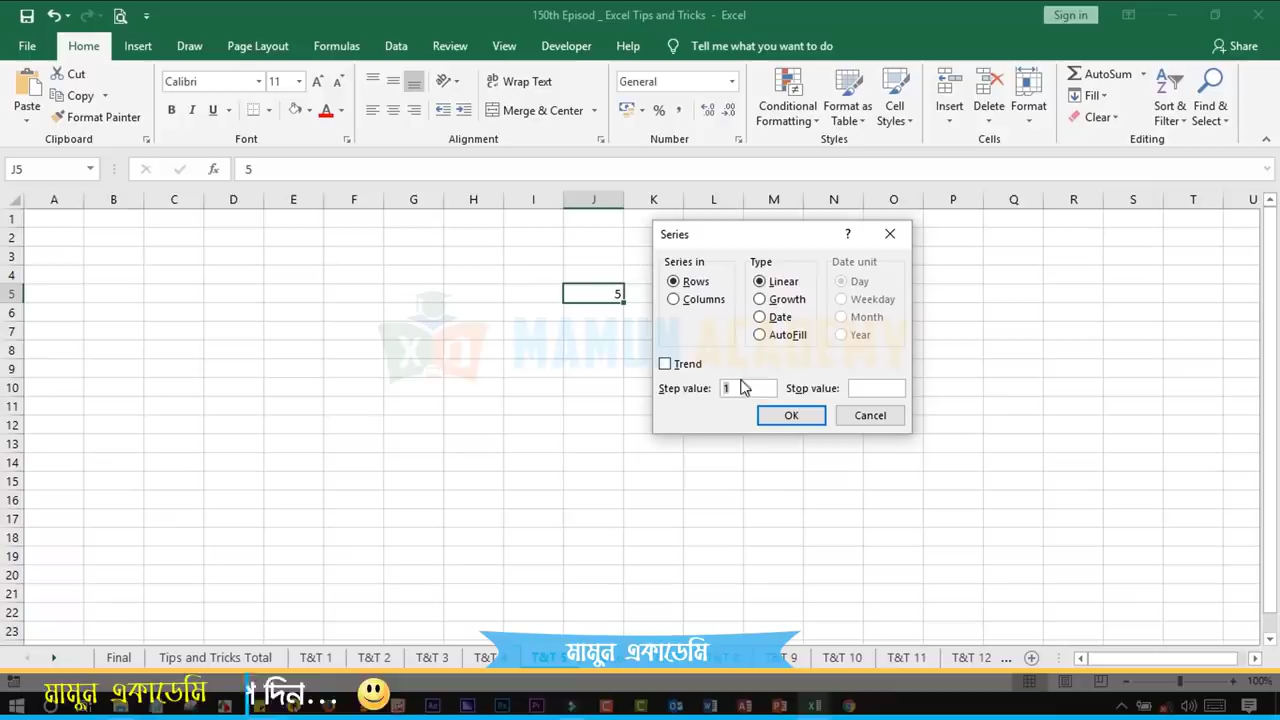 150th Episod _ Excel Tips and Tricks - Excel
Sign in
File Home Insert Draw Page Layout Formulas Data Review View Developer Help Tell me what you want to do Share
Paste Cut Copy Format Painter Clipboard
Calibri 11 B I U Font
Wrap Text Merge & Center Alignment
General % Number
Conditional Formatting Format as Table Cell Styles Styles
Insert Delete Format Cells
AutoSum Fill Clear Sort & Filter Find & Select Editing
J5 fx 5
A B C D E F G H I J K L M N O P Q R S T U
1
2
3
4
5 5
6
7
8
9
10
11
12
13
14
15
16
17
18
19
20
21
22
23
MAMUN ACADEMY
Series ?
Series in Type Date unit
Rows Linear Day
Columns Growth Weekday
Date Month
AutoFill Year
Trend
Step value: 1 Stop value:
OK Cancel
Final Tips and Tricks Total T&T 1 T&T 2 T&T 3 T&T 10 T&T 11 T&T 12 ...
মামুন একাডেমি
100%
মামুন একাডেমি দিন...